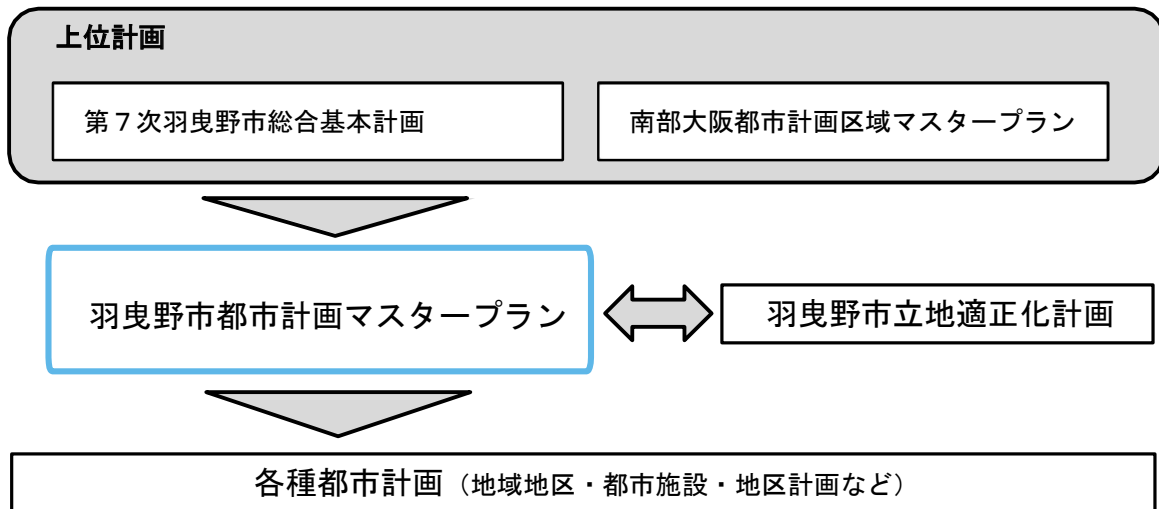 上位計画
第７次羽曳野市総合基本計画
南部大阪都市計画区域マスタープラン
羽曳野市都市計画マスタープラン
羽曳野市立地適正化計画
各種都市計画（地域地区・都市施設・地区計画など）